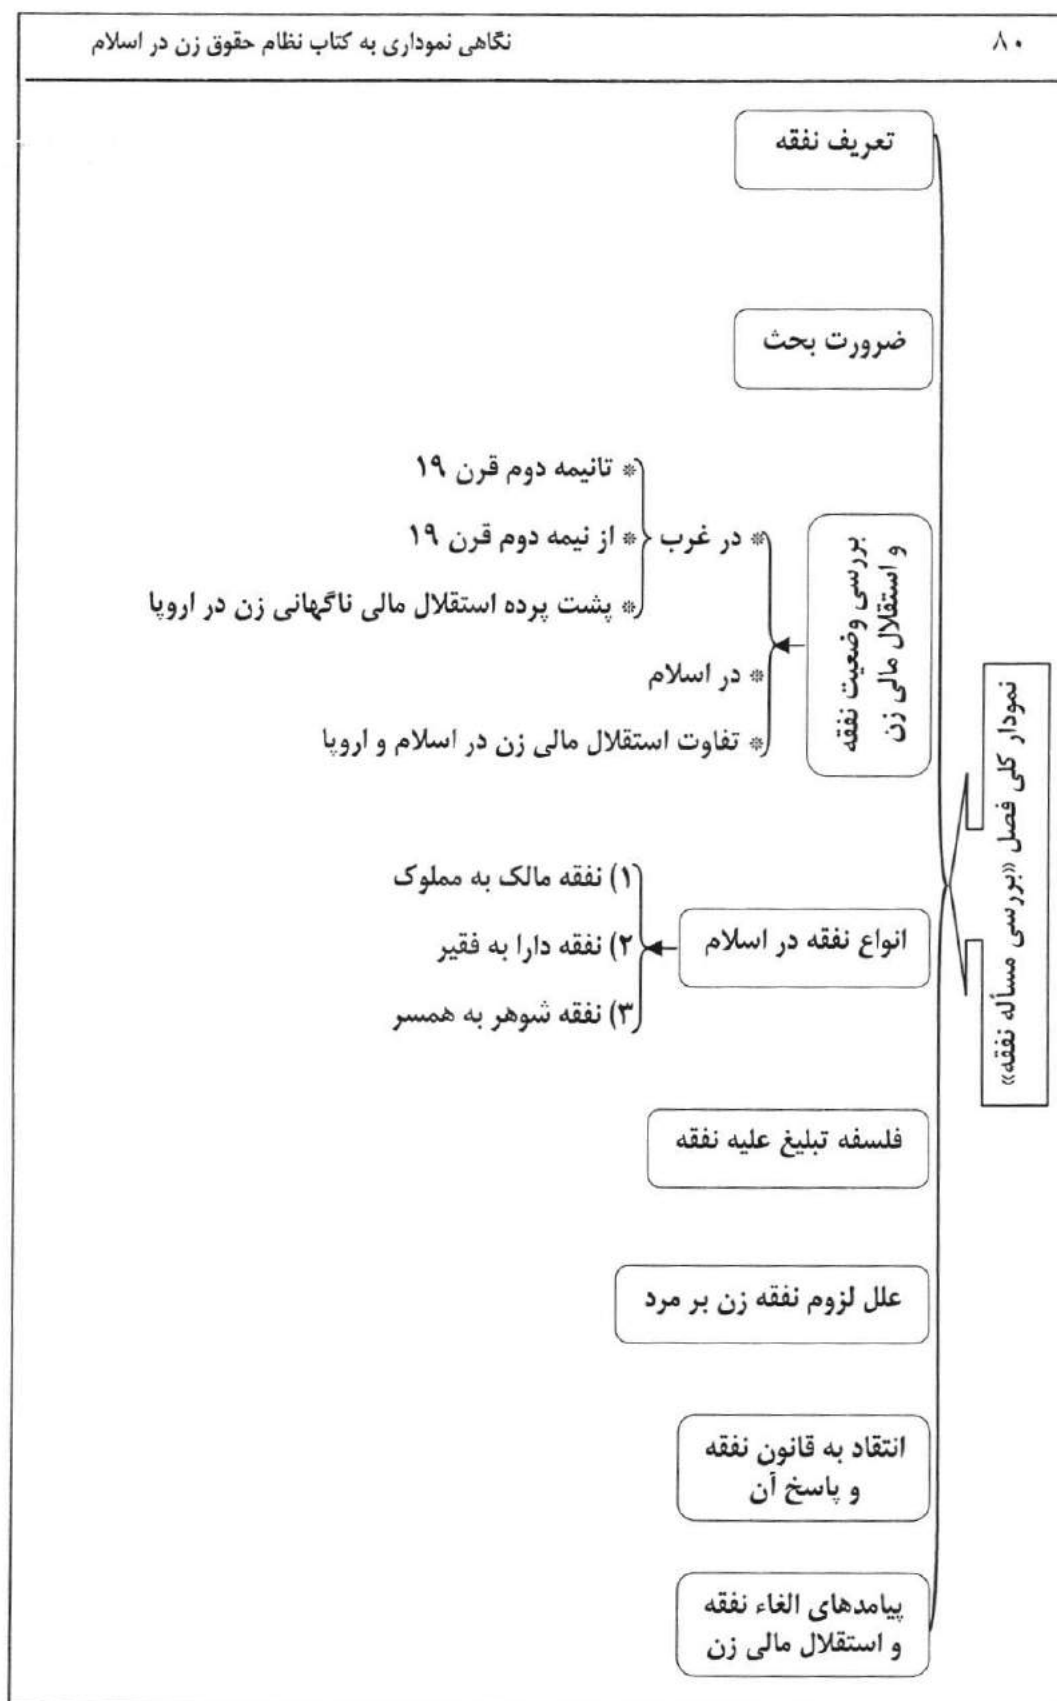 ۸۰
نگاهی نموداری به کتاب نظام حقوق زن در اسلام
نمودار کلی فصل «بررسی مسأله نفقه»
تعریف نفقه
ضرورت بحث
بررسی وضعیت نفقه
و استقلال مالی زن
* در غرب
* تانیمه دوم قرن ۱۹
* از نیمه دوم قرن ۱۹
* پشت پرده استقلال مالی ناگهانی زن در اروپا
* در اسلام
* تفاوت استقلال مالی زن در اسلام و اروپا
انواع نفقه در اسلام
۱) نفقه مالک به مملوک
۲) نفقه دارا به فقیر
۳) نفقه شوهر به همسر
فلسفه تبلیغ علیه نفقه
علل لزوم نفقه زن بر مرد
انتقاد به قانون نفقه
و پاسخ آن
پیامدهای الغاء نفقه
و استقلال مالی زن